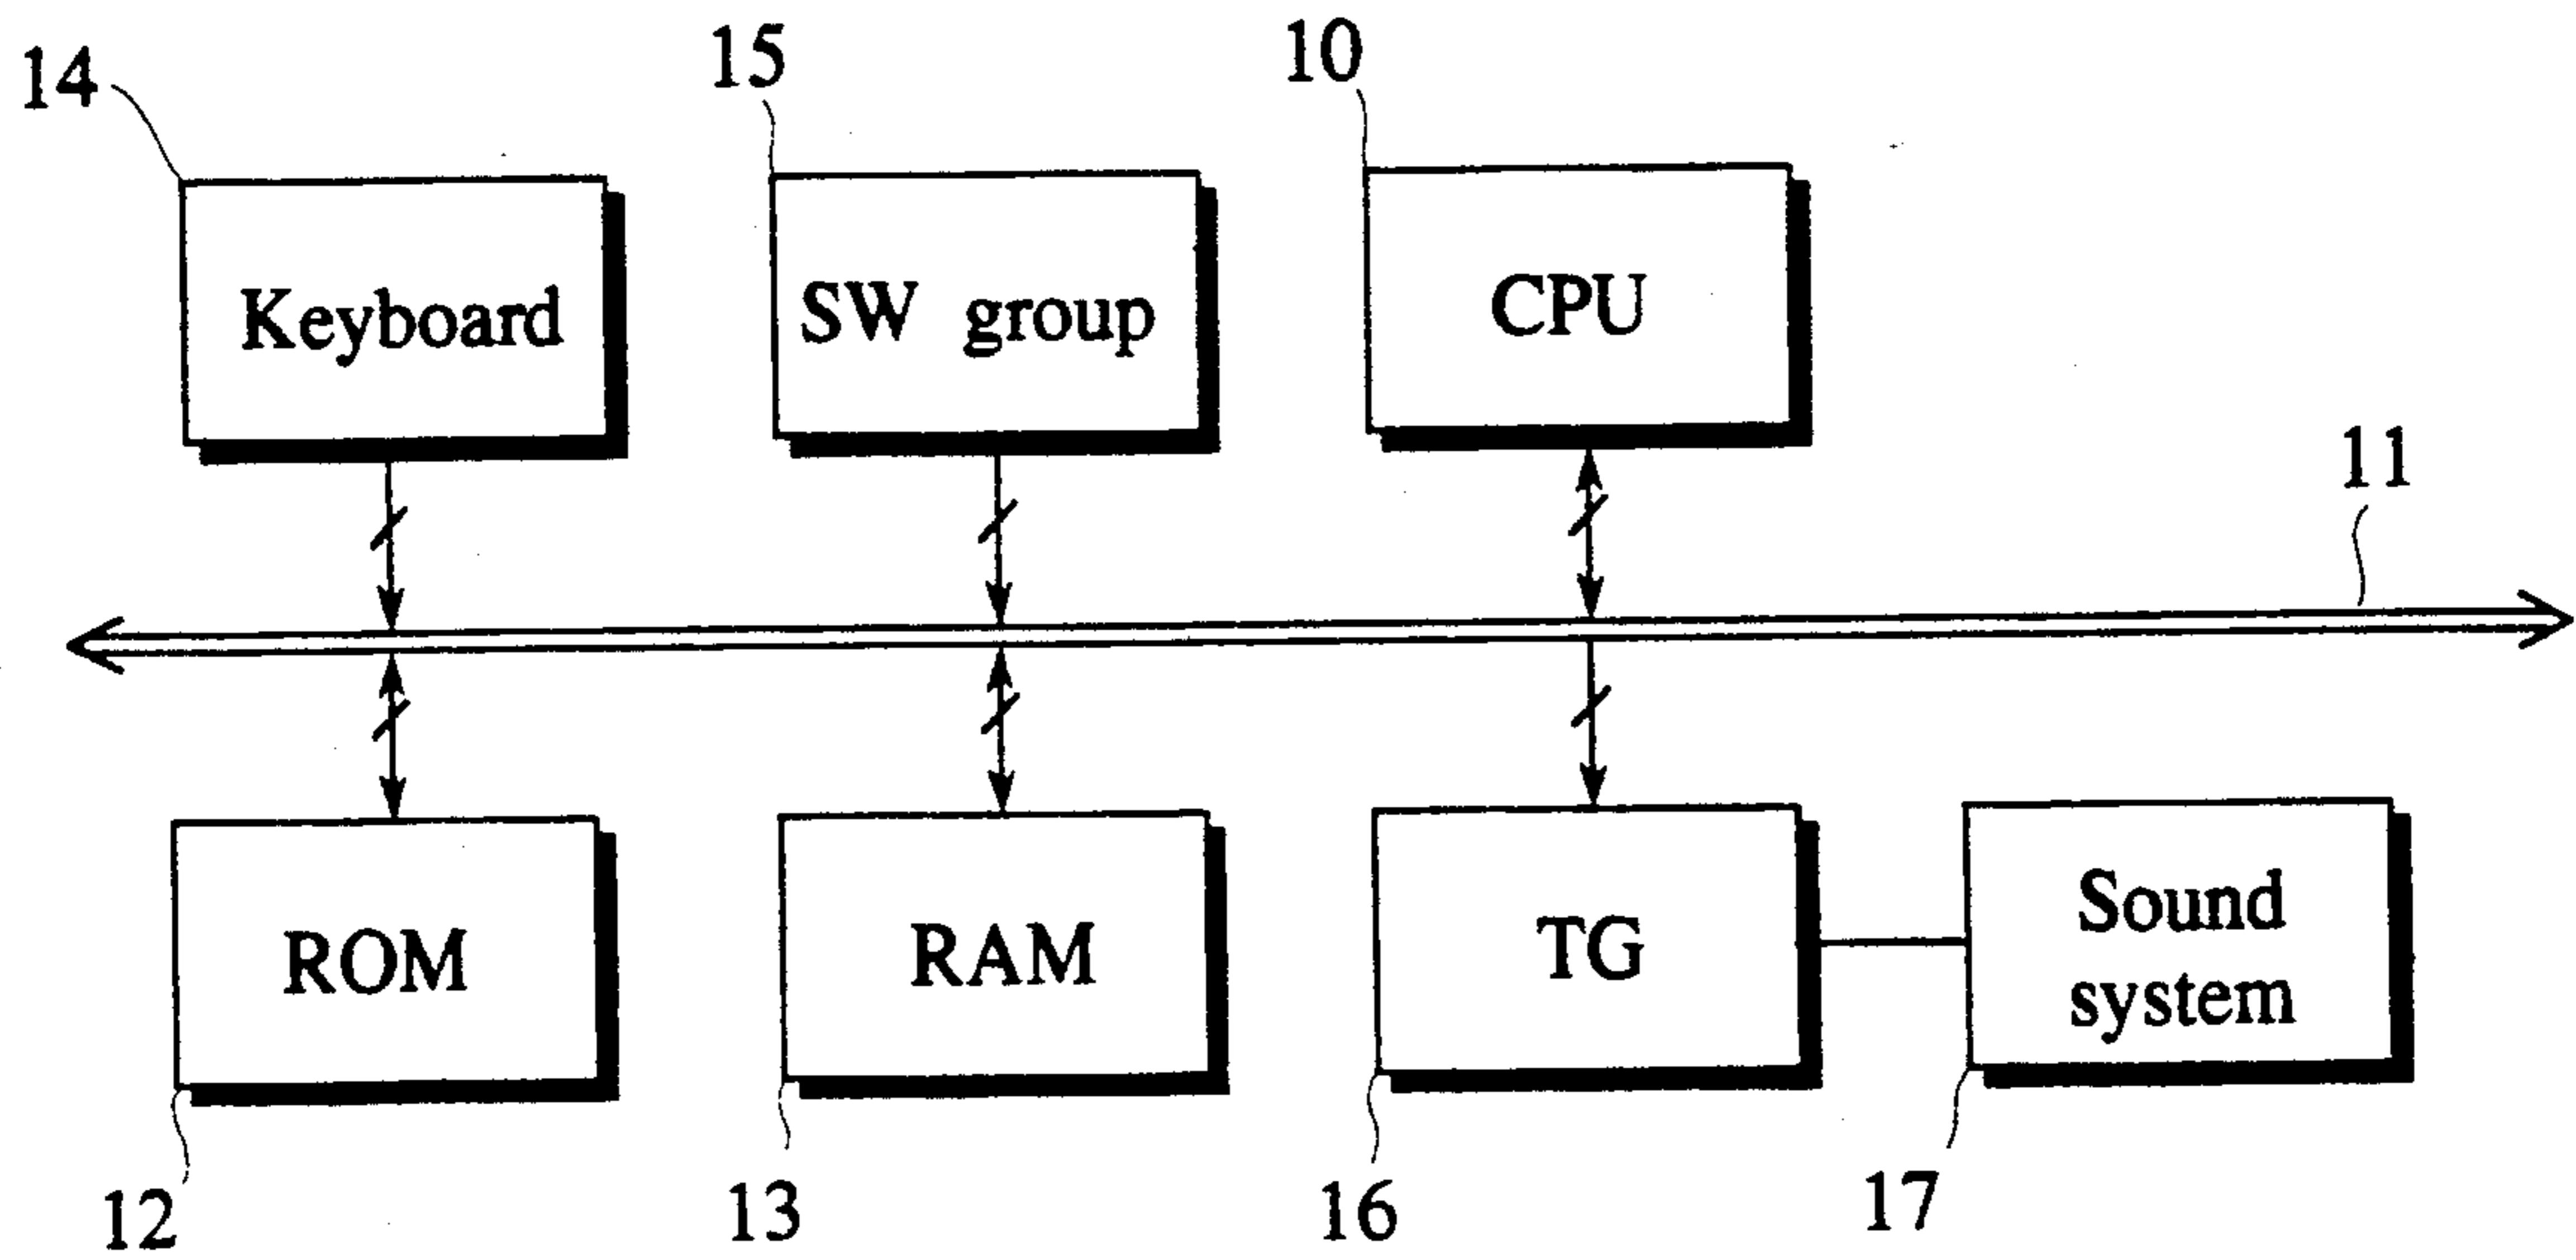 14
15
10
Keyboard
SW group
CPU
11
ROM
RAM
TG
Sound
system
12
13
16
17